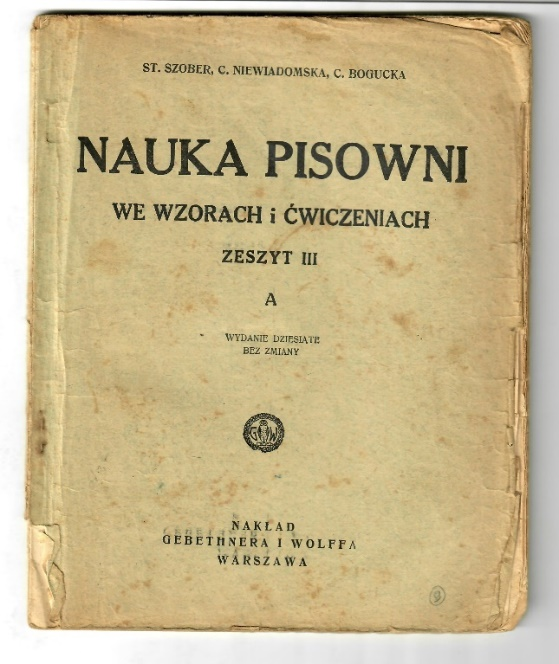 ST. SZOBER, C. NIEWIADOMSKA, C. BOGUCKA
NAUKA PISOWNI
WE WZORACH i ĆWICZENIACH
ZESZYT III
A
WYDANIE DZIESIĄTE
BEZ ZMIANY
G W
NAKŁAD
GEBETHNERA I WOLFFA
WARSZAWA